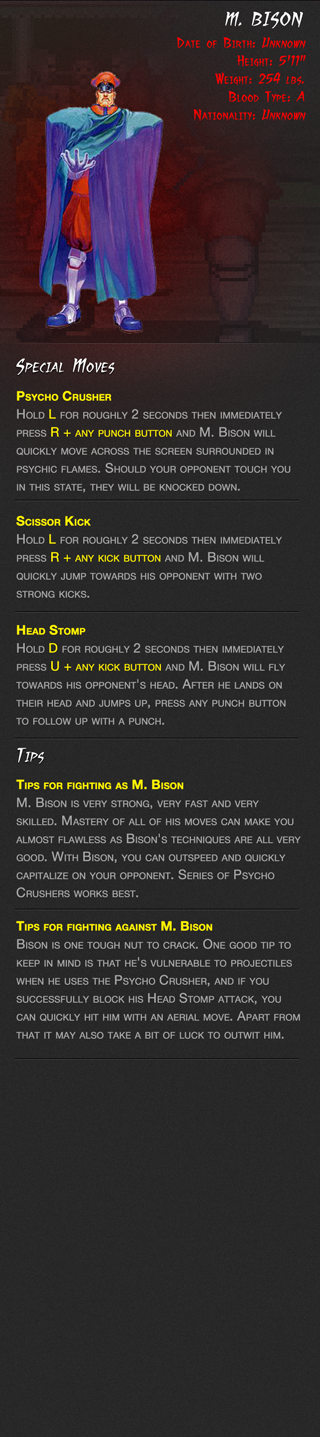 M. BISON
Date of Birth: Unknown
Height: 5'11"
Weight: 254 lbs.
Blood Type: A
Nationality: Unknown
Special Moves
Psycho Crusher
Hold L for roughly 2 seconds then immediately
press R + any punch button and M. Bison will
quickly move across the screen surrounded in
psychic flames. Should your opponent touch you
in this state, they will be knocked down.
Scissor Kick
Hold L for roughly 2 seconds then immediately
press R + any kick button and M. Bison will
quickly jump towards his opponent with two
strong kicks.
Head Stomp
Hold D for roughly 2 seconds then immediately
press U + any kick button and M. Bison will fly
towards his opponent's head. After he lands on
their head and jumps up, press any punch button
to follow up with a punch.
Tips
Tips for fighting as M. Bison
M. Bison is very strong, very fast and very
skilled. Mastery of all of his moves can make you
almost flawless as Bison's techniques are all very
good. With Bison, you can outspeed and quickly
capitalize on your opponent. Series of Psycho
Crushers works best.
Tips for fighting against M. Bison
Bison is one tough nut to crack. One good tip to
keep in mind is that he's vulnerable to projectiles
when he uses the Psycho Crusher, and if you
successfully block his Head Stomp attack, you
can quickly hit him with an aerial move. Apart from
that it may also take a bit of luck to outwit him.